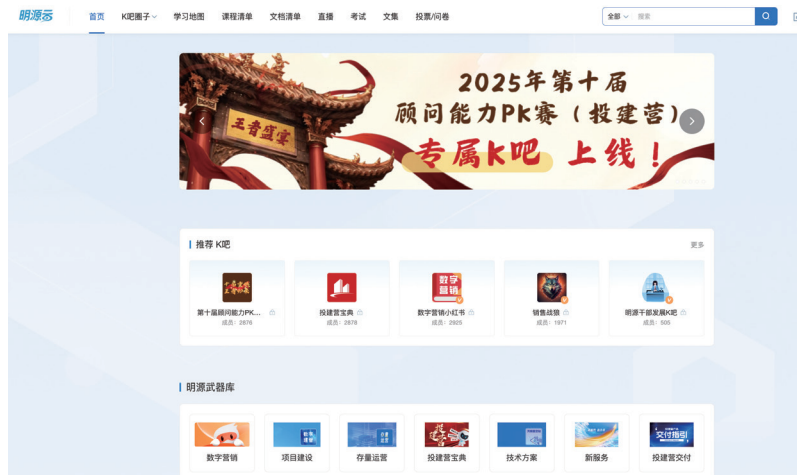 明源云 首页 K吧圈子 学习地图 课程清单 文档清单 直播 考试 文集 投票/问卷 全部 搜索
2025年第十届
顾问能力PK赛（投建营）
王者盛宴
专属K吧 上线！
推荐 K吧 更多
数字营销
第十届顾问能力PK... 投建营宝典 数字营销小红书 销售战狼 明源干部发展K吧
成员：2876 成员：2878 成员：2925 成员：1971 成员：505
明源武器库
交付指引
数字营销 项目建设 存量运营 投建营宝典 技术方案 新服务 投建营交付